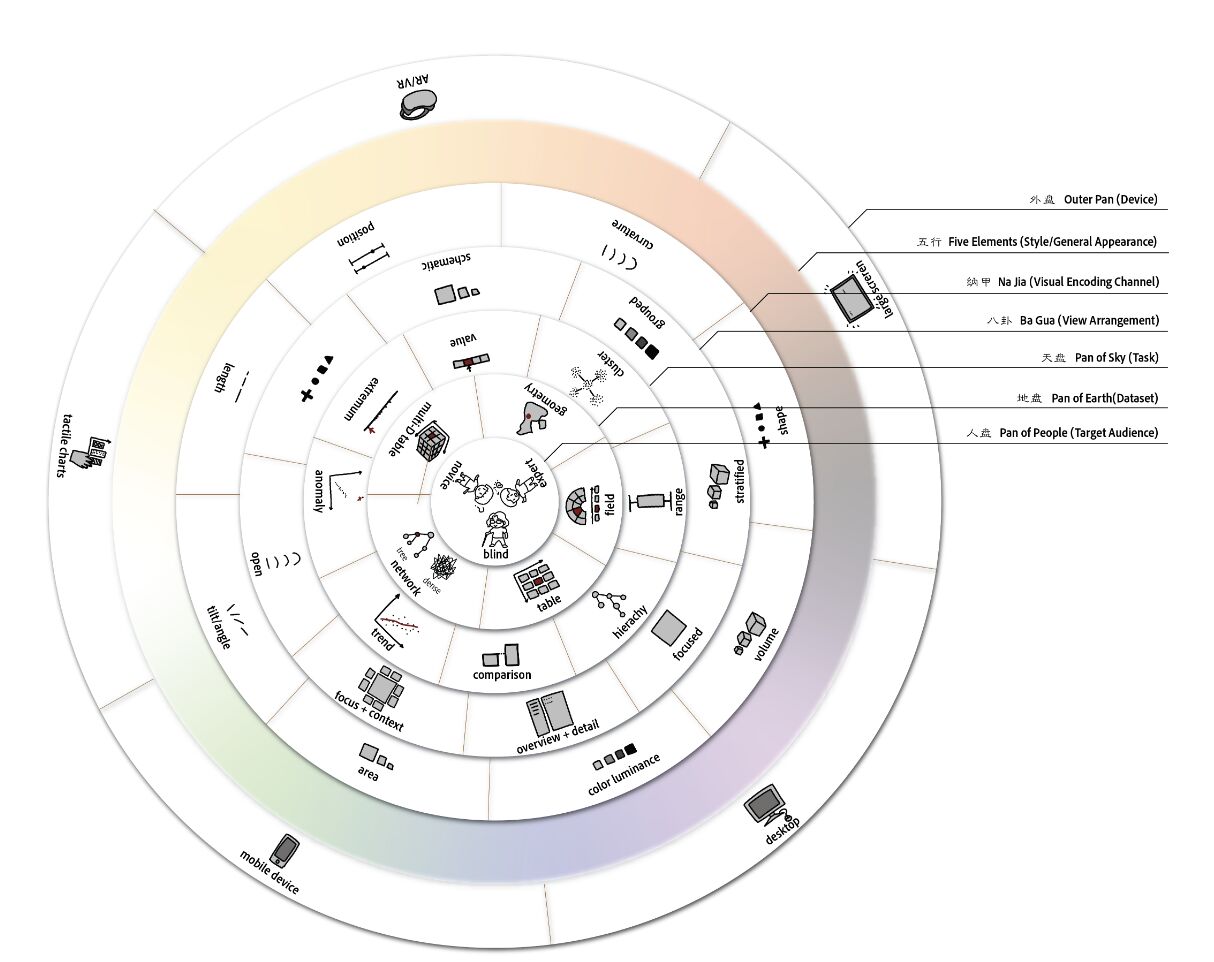 AR/VR
large screen
desktop
mobile device
tactile charts
外盘 Outer Pan (Device)
五行 Five Elements (Style/General Appearance)
纳甲 Na Jia (Visual Encoding Channel)
八卦 Ba Gua (View Arrangement)
天盘 Pan of Sky (Task)
地盘 Pan of Earth(Dataset)
人盘 Pan of People (Target Audience)
position
curvature
shape
volume
color luminance
area
tilt/angle
length
schematic
grouped
stratified
focused
overview + detail
focus + context
open
value
cluster
range
hierachy
comparison
trend
anomaly
extremum
multi-D table
geometry
field
table
network
tree
dense
novice
expert
blind